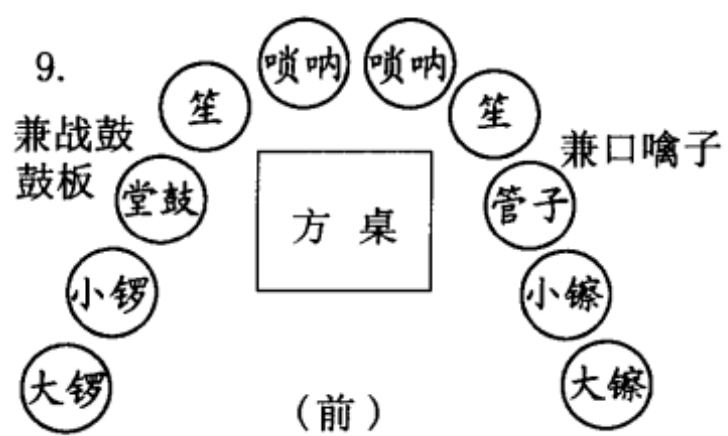 9.
唢呐
唢呐
笙
笙
兼战鼓
鼓板
兼口噙子
堂鼓
管子
方 桌
小锣
小镲
大锣
大镲
(前)